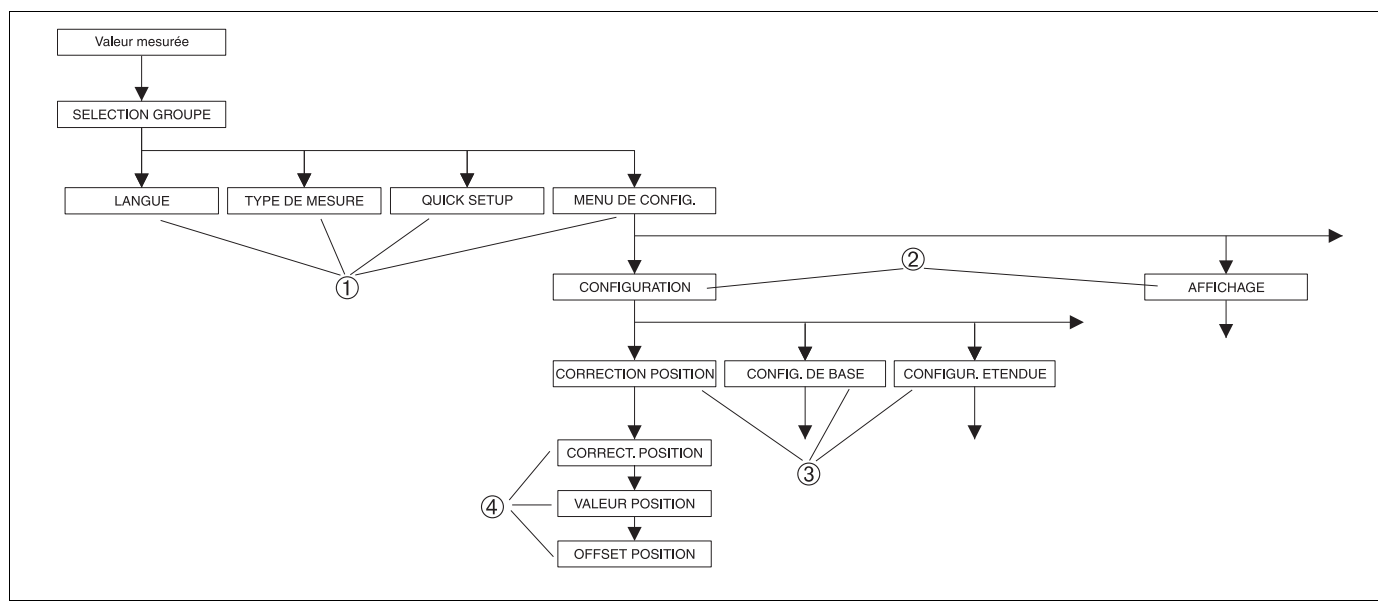 Valeur mesurée
SELECTION GROUPE
LANGUE
TYPE DE MESURE
QUICK SETUP
MENU DE CONFIG.
①
②
CONFIGURATION
AFFICHAGE
CORRECTION POSITION
CONFIG. DE BASE
CONFIGUR. ETENDUE
③
CORRECT. POSITION
④
VALEUR POSITION
OFFSET POSITION